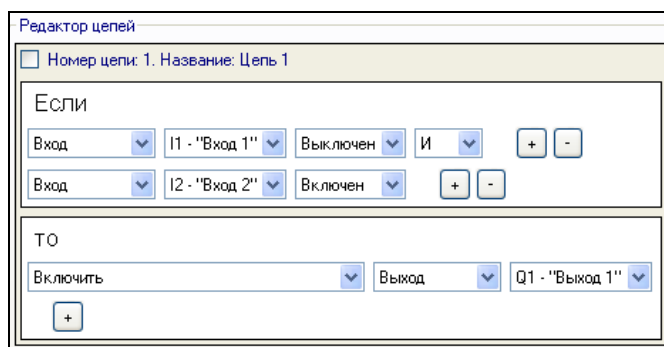 Редактор цепей
Номер цепи: 1. Название: Цепь 1
Если
Вход I1 - "Вход 1" Выключен И + -
Вход I2 - "Вход 2" Включен + -
то
Включить Выход Q1 - "Выход 1"
+